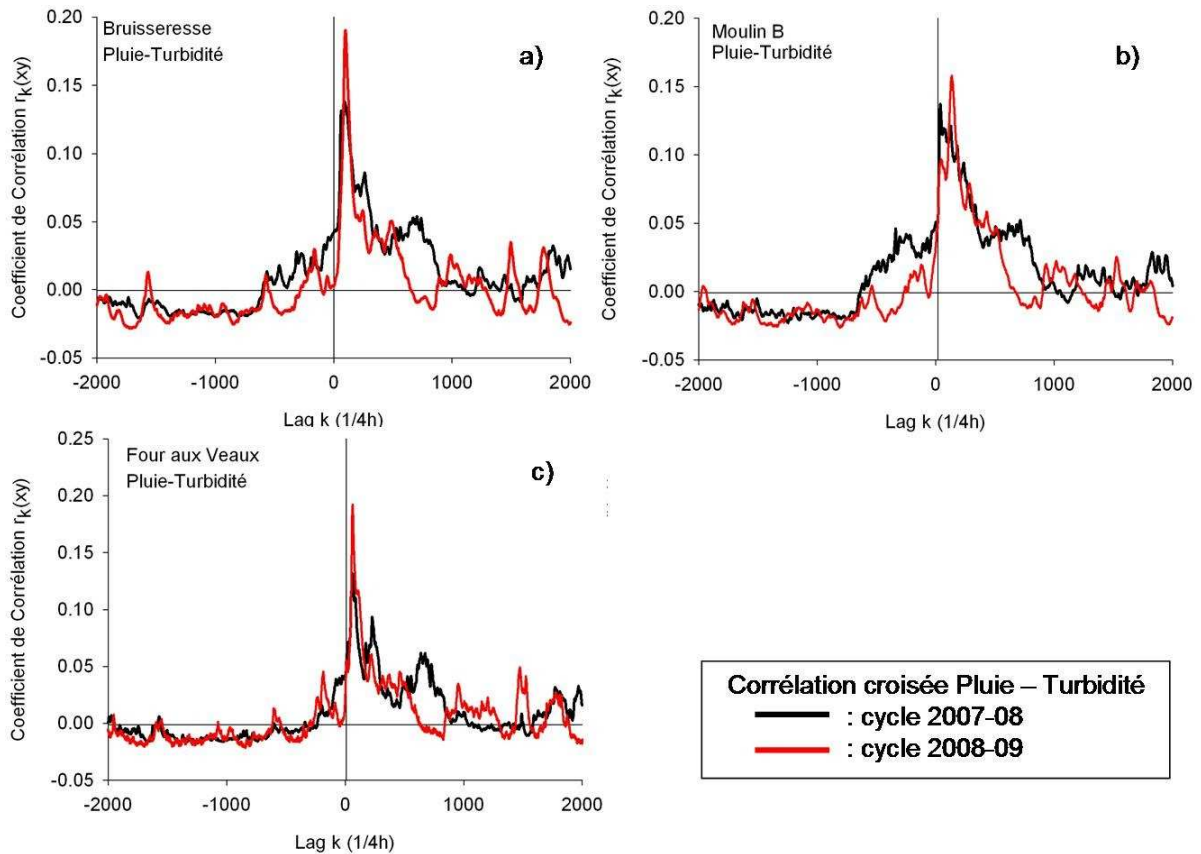 Bruisseresse
Pluie-Turbidité
a)
Coefficient de Corrélation rk(xy)
0.20
0.15
0.10
0.05
0.00
-0.05
-2000 -1000 0 1000 2000
Lag k (1/4h)
Moulin B
Pluie-Turbidité
b)
Coefficient de Corrélation rk(xy)
0.20
0.15
0.10
0.05
0.00
-0.05
-2000 -1000 0 1000 2000
Lag k (1/4h)
Four aux Veaux
Pluie-Turbidité
c)
Coefficient de Corrélation rk(xy)
0.25
0.20
0.15
0.10
0.05
0.00
-0.05
-2000 -1000 0 1000 2000
Lag k (1/4h)
Corrélation croisée Pluie – Turbidité
: cycle 2007-08
: cycle 2008-09